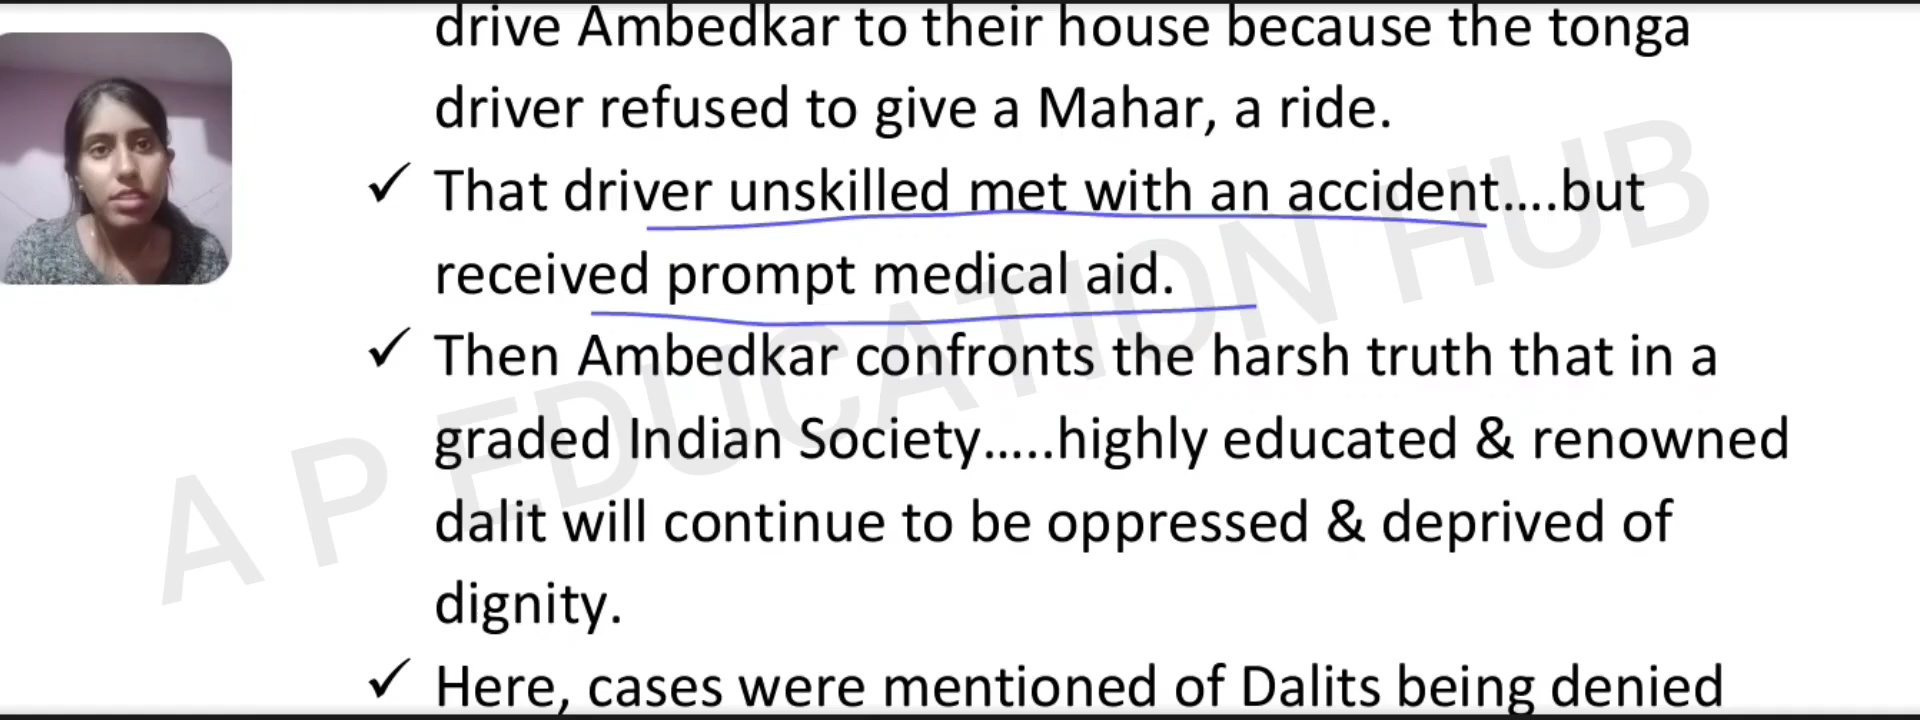 drive Ambedkar to their house because the tonga
driver refused to give a Mahar, a ride.
✓ That driver unskilled met with an accident....but
received prompt medical aid.
✓ Then Ambedkar confronts the harsh truth that in a
graded Indian Society.....highly educated & renowned
dalit will continue to be oppressed & deprived of
dignity.
✓ Here, cases were mentioned of Dalits being denied
A P EDUCATION HUB